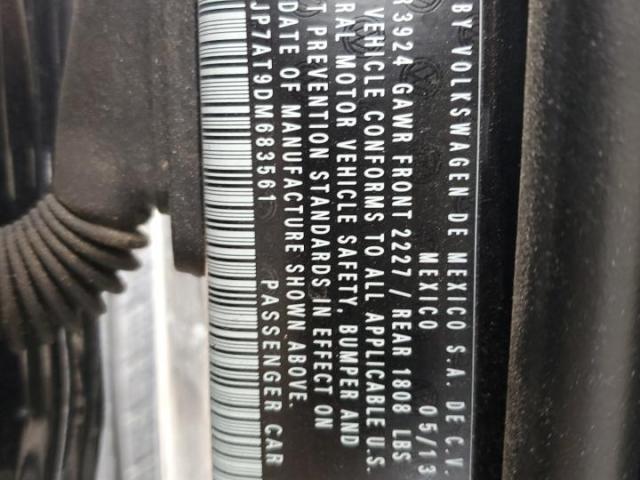 BY VOLKSWAGEN DE MEXICO S.A. DE C.V.
MEXICO 05/13
R 3924 GAWR FRONT 2227 / REAR 1808 LBS
VEHICLE CONFORMS TO ALL APPLICABLE U.S.
RAL MOTOR VEHICLE SAFETY, BUMPER AND
T PREVENTION STANDARDS IN EFFECT ON
DATE OF MANUFACTURE SHOWN ABOVE.
JP7AT9DM683561 PASSENGER CAR